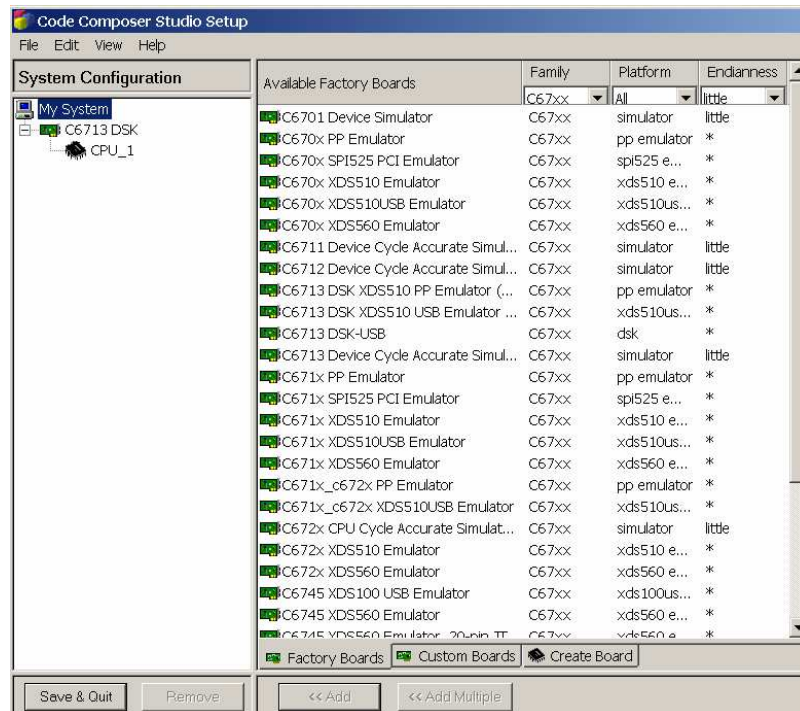 Code Composer Studio Setup
File Edit View Help
System Configuration
My System
C6713 DSK
CPU_1
Available Factory Boards Family Platform Endianness
C67xx All little
C6701 Device Simulator C67xx simulator little
C670x PP Emulator C67xx pp emulator *
C670x SPI525 PCI Emulator C67xx spi525 e... *
C670x XDS510 Emulator C67xx xds510 e... *
C670x XDS510USB Emulator C67xx xds510us... *
C670x XDS560 Emulator C67xx xds560 e... *
C6711 Device Cycle Accurate Simul... C67xx simulator little
C6712 Device Cycle Accurate Simul... C67xx simulator little
C6713 DSK XDS510 PP Emulator (... C67xx pp emulator *
C6713 DSK XDS510 USB Emulator ... C67xx xds510us... *
C6713 DSK-USB C67xx dsk *
C6713 Device Cycle Accurate Simul... C67xx simulator little
C671x PP Emulator C67xx pp emulator *
C671x SPI525 PCI Emulator C67xx spi525 e... *
C671x XDS510 Emulator C67xx xds510 e... *
C671x XDS510USB Emulator C67xx xds510us... *
C671x XDS560 Emulator C67xx xds560 e... *
C671x_c672x PP Emulator C67xx pp emulator *
C671x_c672x XDS510USB Emulator C67xx xds510us... *
C672x CPU Cycle Accurate Simulat... C67xx simulator little
C672x XDS510 Emulator C67xx xds510 e... *
C672x XDS560 Emulator C67xx xds560 e... *
C6745 XDS100 USB Emulator C67xx xds100us... *
C6745 XDS560 Emulator C67xx xds560 e... *
C6745 XDS560 Emulator, 20-pin TI C67xx xds560 e *
Factory Boards Custom Boards Create Board
Save & Quit Remove << Add << Add Multiple